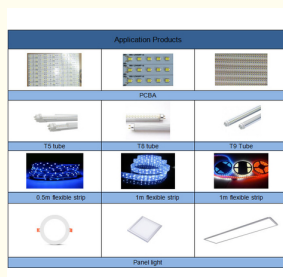 Application Products
PCBA
T5 tube
T8 tube
T9 Tube
0.5m flexible strip
1m flexible strip
1m flexible strip
Panel light